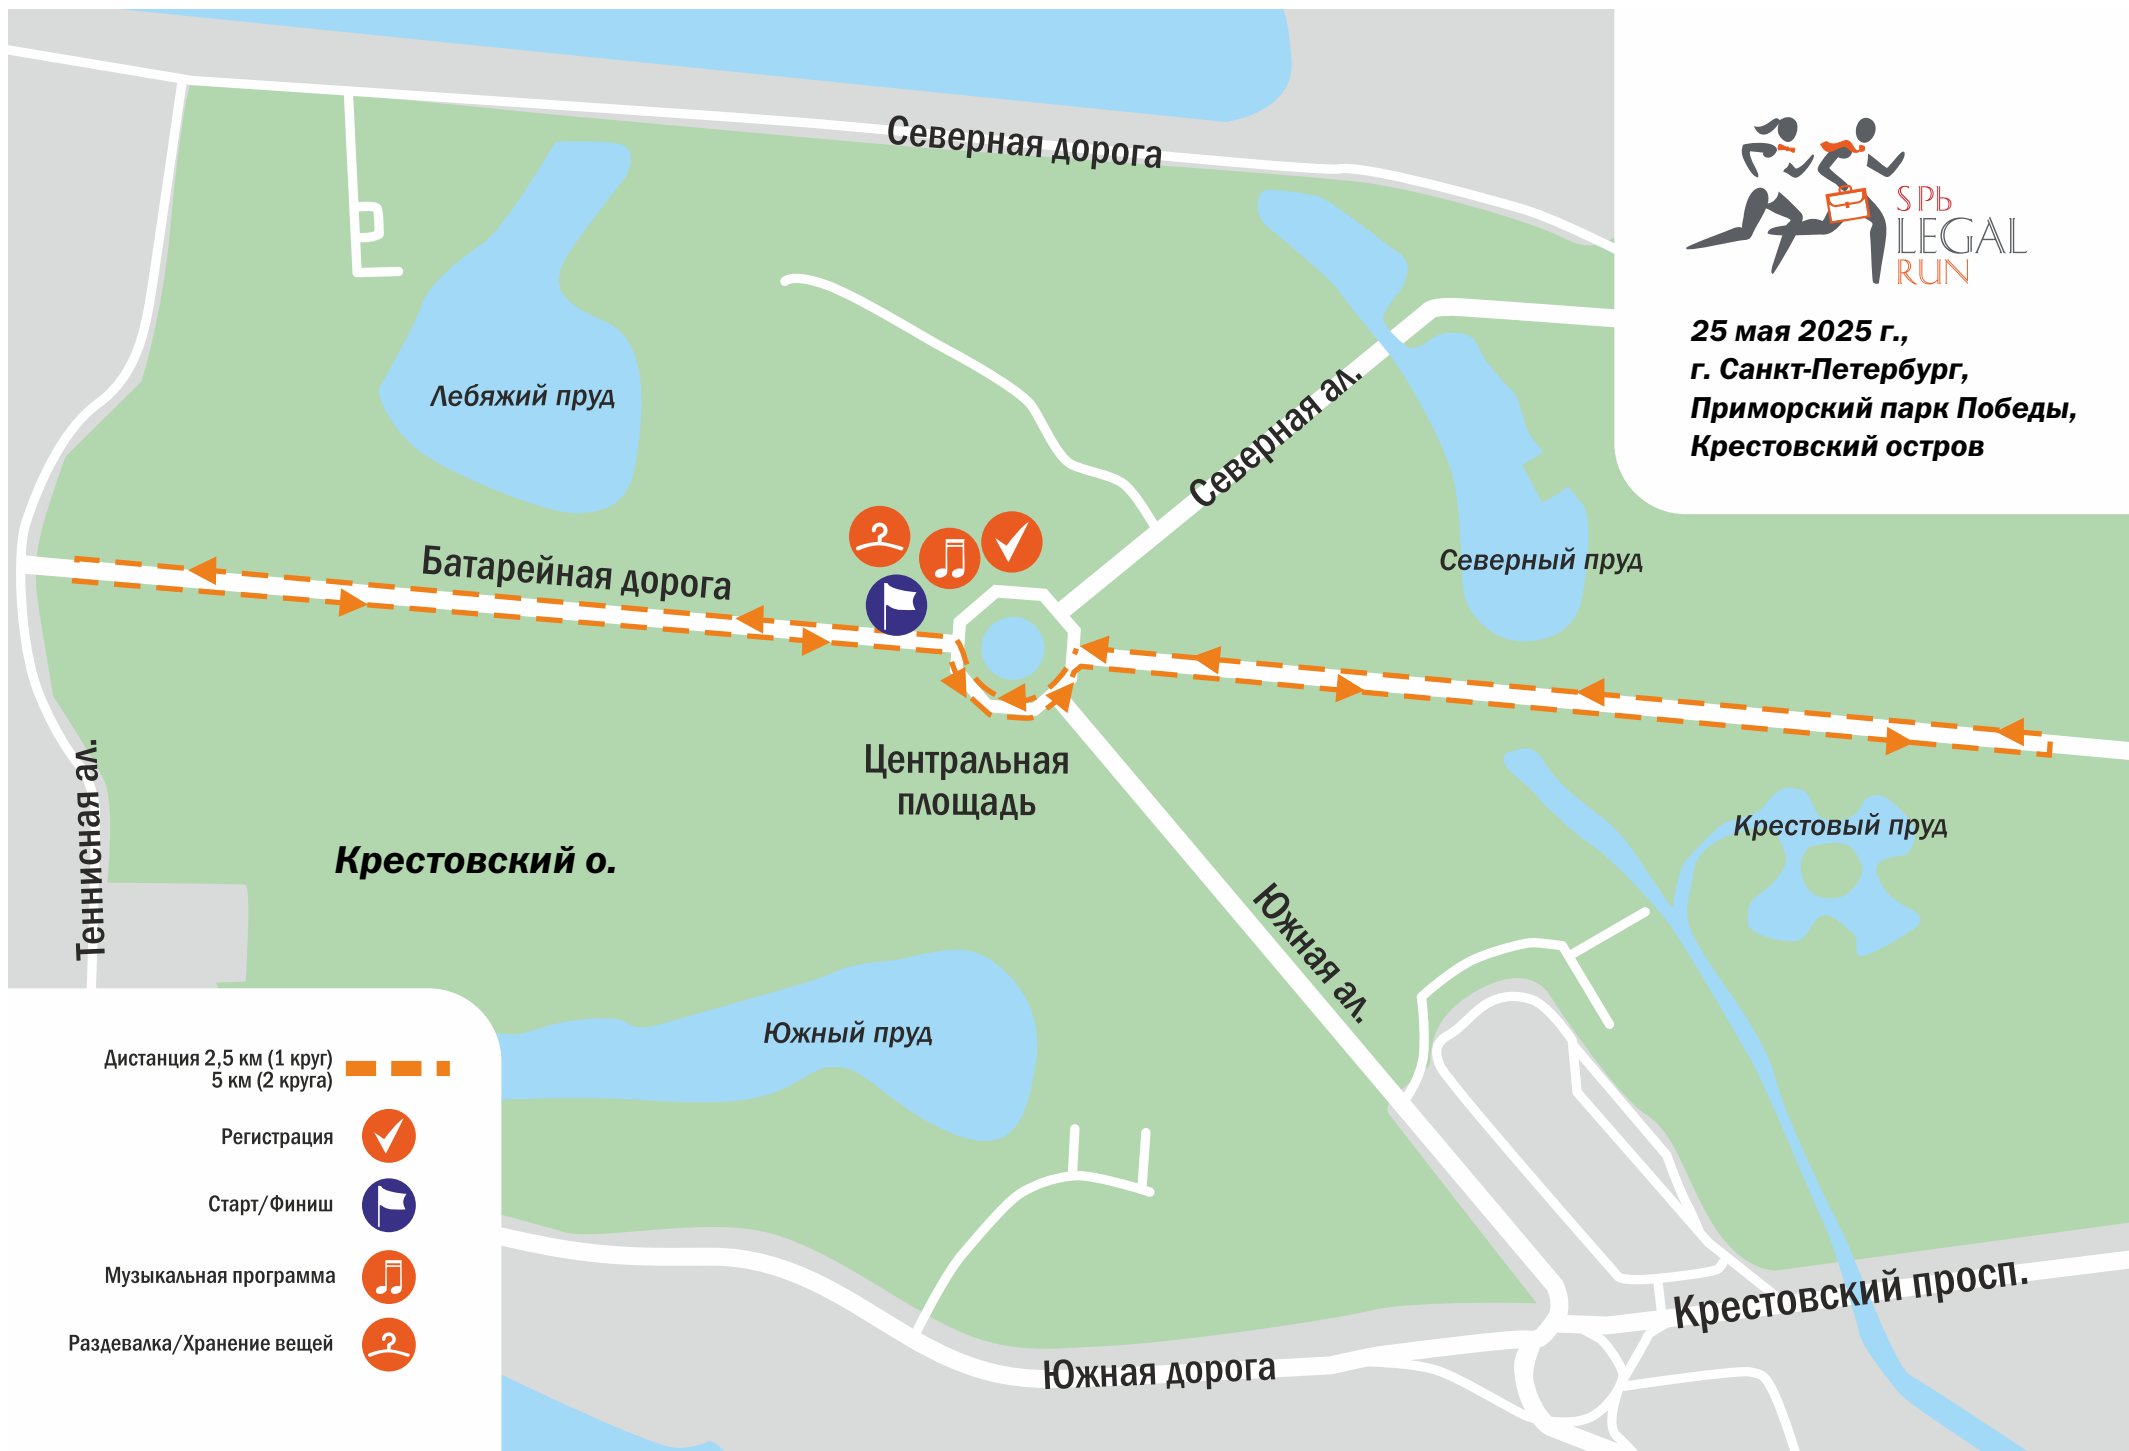 Северная дорога
SPb
LEGAL
RUN
25 мая 2025 г.,
г. Санкт-Петербург,
Приморский парк Победы,
Крестовский остров
Лебяжий пруд
Северная ал.
Батарейная дорога
Северный пруд
Центральная
площадь
Крестовый пруд
Теннисная ал.
Крестовский о.
Южная ал.
Южный пруд
Дистанция 2,5 км (1 круг)
5 км (2 круга)
Регистрация
Старт/Финиш
Музыкальная программа
Раздевалка/Хранение вещей
Крестовский просп.
Южная дорога